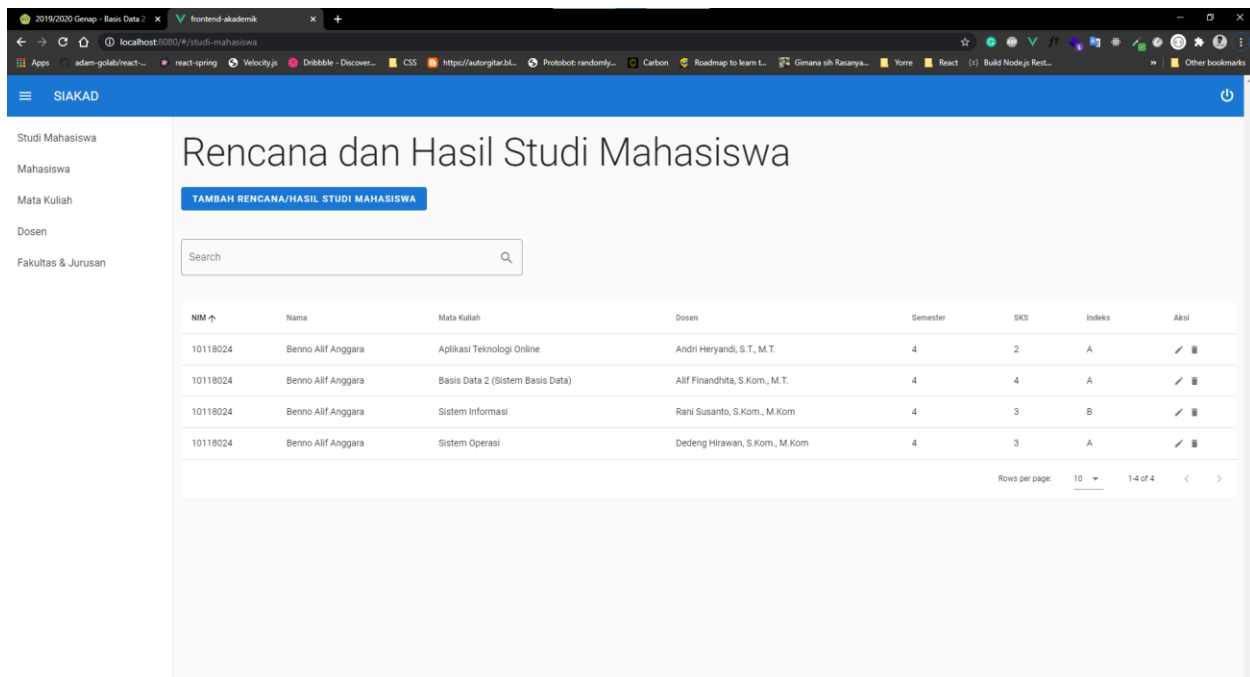 2019/2020 Genap - Basis Data 2
frontend-akademik
localhost:8080/#/studi-mahasiswa
Apps adam-golab/react-... react-spring Velocity.js Dribbble - Discover... CSS https://autorgitar.bl... Protobot: randomly... Carbon Roadmap to learn t... Gimana sih Rasanya... Yorre React Build Node.js Rest... » Other bookmarks
SIAKAD
Studi Mahasiswa
Mahasiswa
Mata Kuliah
Dosen
Fakultas & Jurusan
Rencana dan Hasil Studi Mahasiswa
TAMBAH RENCANA/HASIL STUDI MAHASISWA
Search
NIM Nama Mata Kuliah Dosen Semester SKS Indeks Aksi
10118024 Benno Alif Anggara Aplikasi Teknologi Online Andri Heryandi, S.T., M.T. 4 2 A
10118024 Benno Alif Anggara Basis Data 2 (Sistem Basis Data) Alif Finandhita, S.Kom., M.T. 4 4 A
10118024 Benno Alif Anggara Sistem Informasi Rani Susanto, S.Kom., M.Kom 4 3 B
10118024 Benno Alif Anggara Sistem Operasi Dedeng Hirawan, S.Kom., M.Kom 4 3 A
Rows per page: 10 1-4 of 4